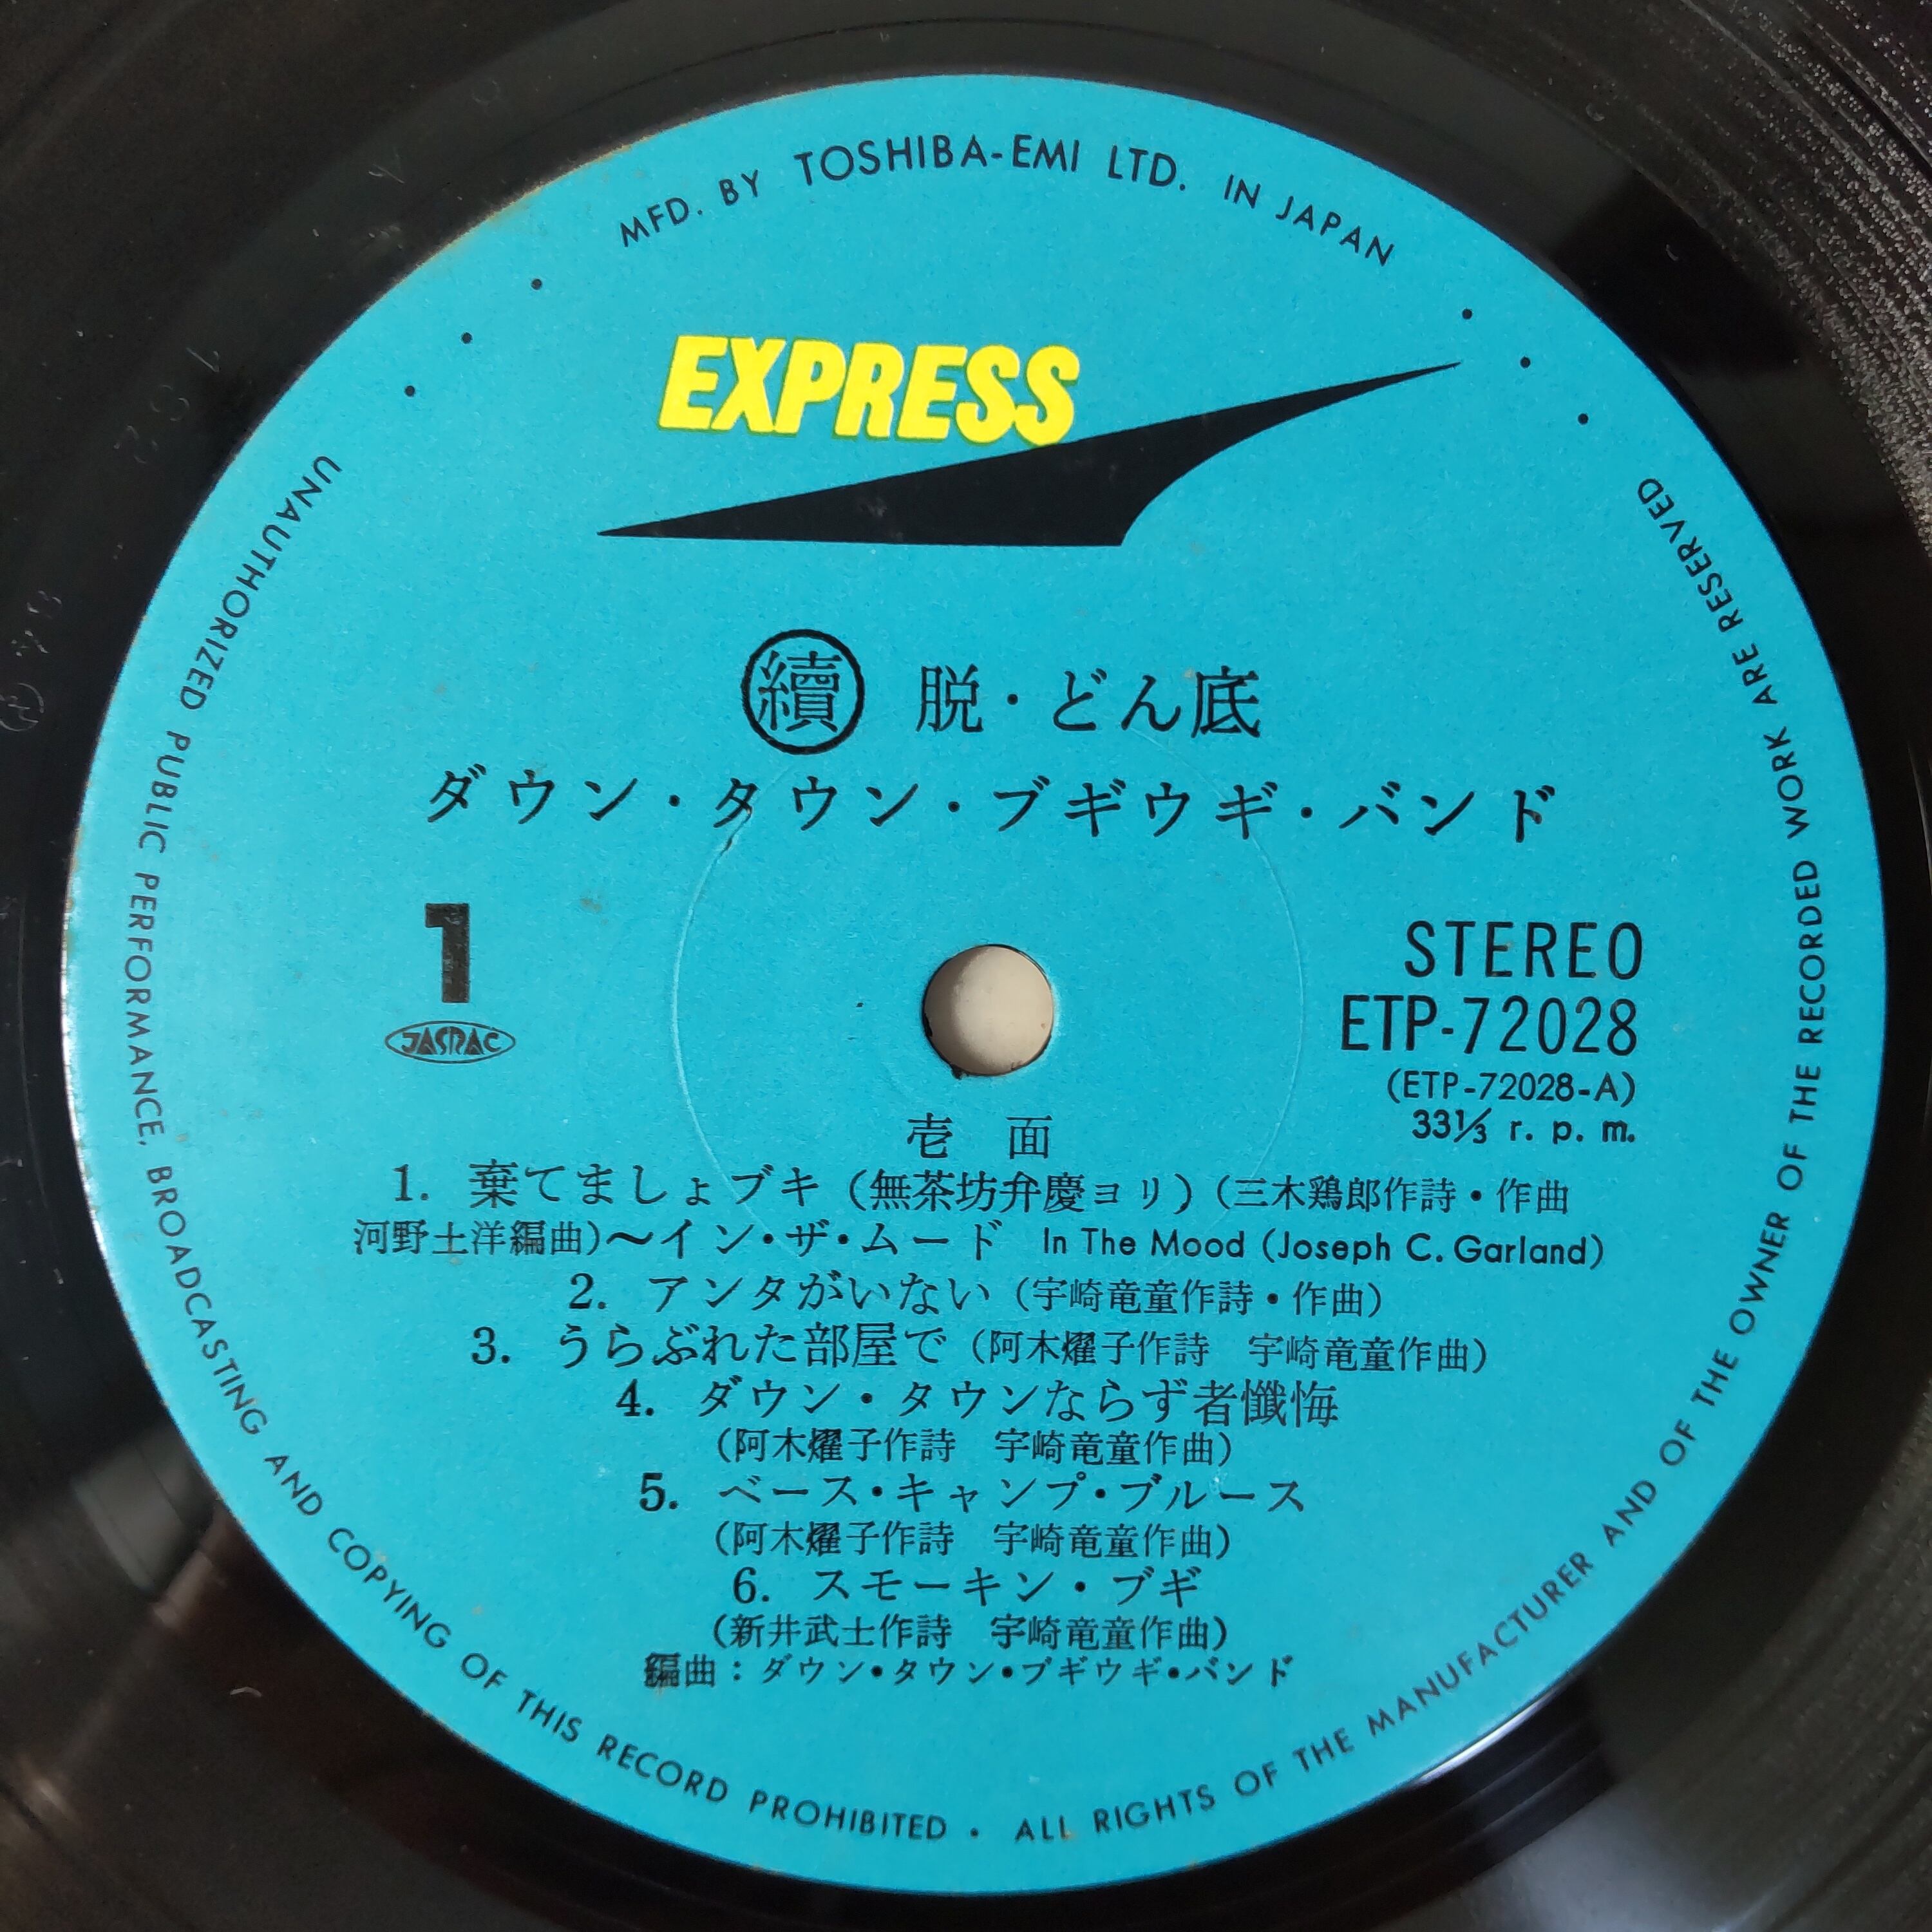 MFD. BY TOSHIBA-EMI LTD. IN JAPAN
EXPRESS
續 脱・どん底
ダウン・タウン・ブギウギ・バンド
1
JASRAC
STEREO
ETP-72028
(ETP-72028-A)
33⅓ r. p. m.
壱 面
1. 棄てましょブキ (無茶坊弁慶ヨリ) (三木鶏郎作詩・作曲
河野土洋編曲)〜イン・ザ・ムード In The Mood (Joseph C. Garland)
2. アンタがいない (宇崎竜童作詩・作曲)
3. うらぶれた部屋で (阿木燿子作詩 宇崎竜童作曲)
4. ダウン・タウンならず者懺悔
(阿木燿子作詩 宇崎竜童作曲)
5. ベース・キャンプ・ブルース
(阿木燿子作詩 宇崎竜童作曲)
6. スモーキン・ブギ
(新井武士作詩 宇崎竜童作曲)
編曲：ダウン・タウン・ブギウギ・バンド
UNAUTHORIZED PUBLIC PERFORMANCE, BROADCASTING AND COPYING OF THIS RECORD PROHIBITED • ALL RIGHTS OF THE MANUFACTURER AND OF THE OWNER OF THE RECORDED WORK ARE RESERVED